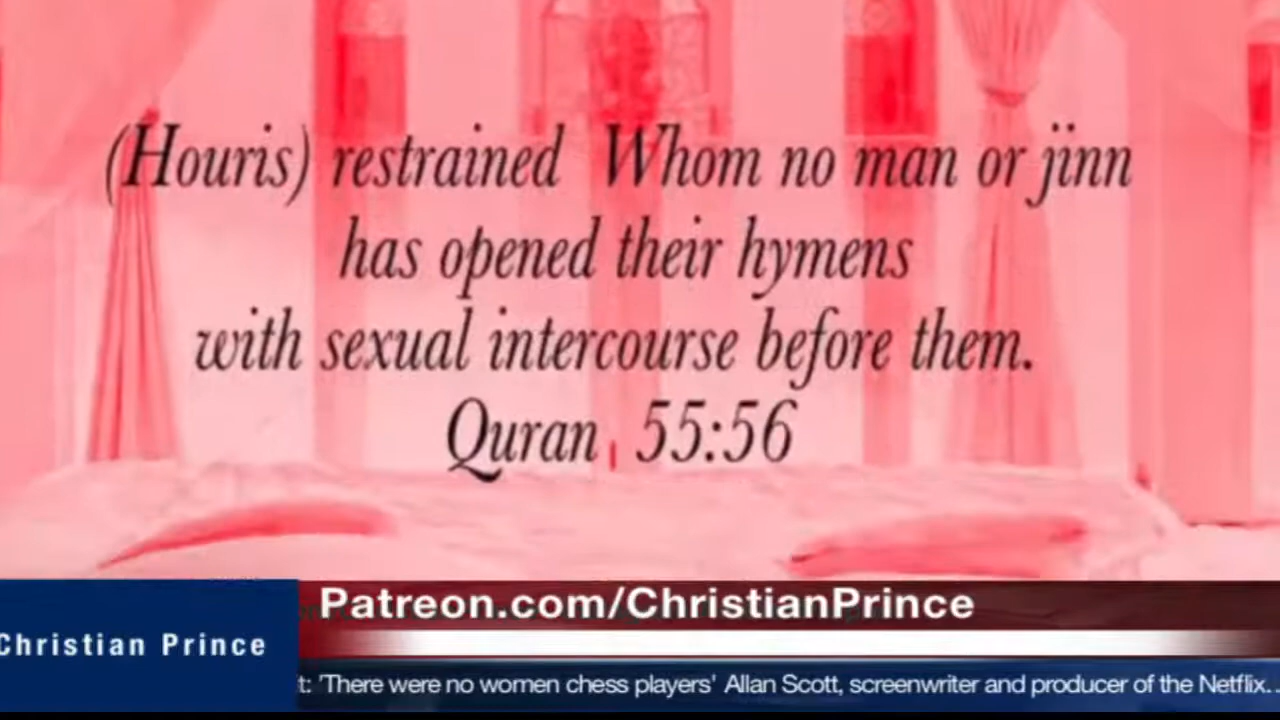 (Houris) restrained Whom no man or jinn
has opened their hymens
with sexual intercourse before them.
Quran 55:56
Patreon.com/ChristianPrince
Christian Prince
t: 'There were no women chess players' Allan Scott, screenwriter and producer of the Netflix..